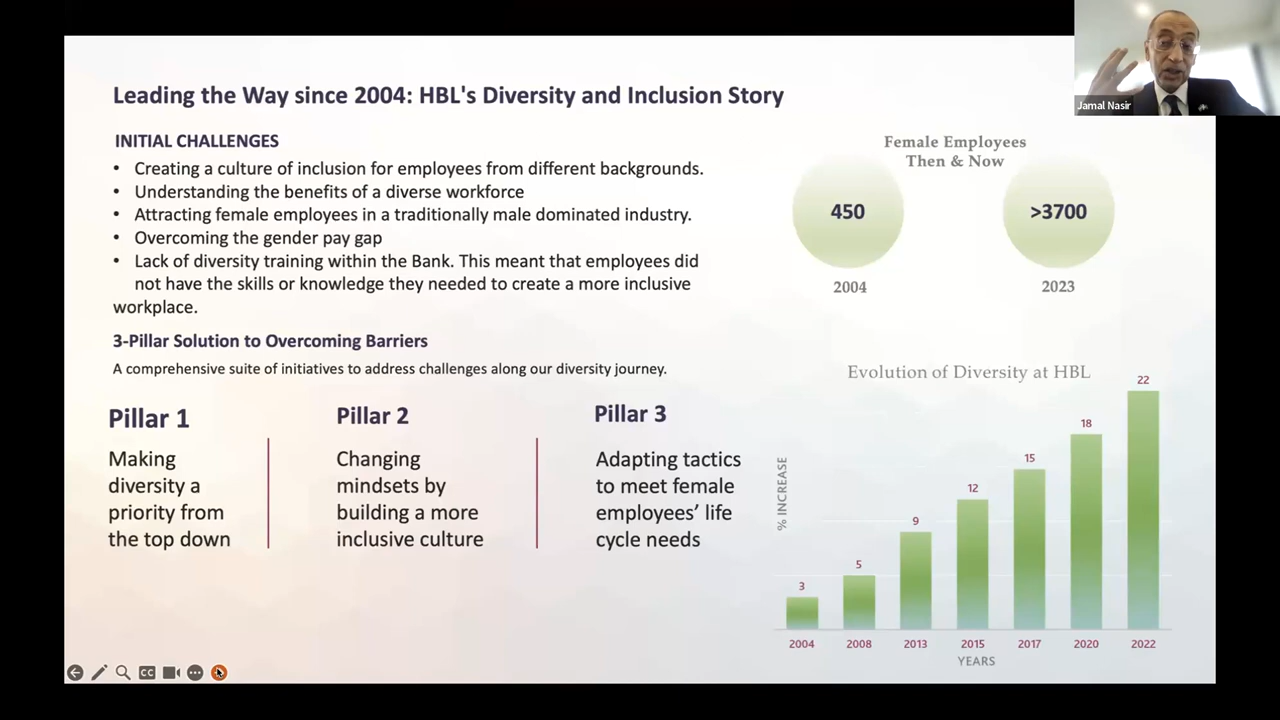 Leading the Way since 2004: HBL's Diversity and Inclusion Story
INITIAL CHALLENGES
• Creating a culture of inclusion for employees from different backgrounds.
• Understanding the benefits of a diverse workforce
• Attracting female employees in a traditionally male dominated industry.
• Overcoming the gender pay gap
• Lack of diversity training within the Bank. This meant that employees did
not have the skills or knowledge they needed to create a more inclusive
workplace.
3-Pillar Solution to Overcoming Barriers
A comprehensive suite of initiatives to address challenges along our diversity journey.
Pillar 1
Making
diversity a
priority from
the top down
Pillar 2
Changing
mindsets by
building a more
inclusive culture
Pillar 3
Adapting tactics
to meet female
employees’ life
cycle needs
Jamal Nasir
Female Employees
Then & Now
450
>3700
2004
2023
Evolution of Diversity at HBL
% INCREASE
3
5
9
12
15
18
22
2004
2008
2013
2015
2017
2020
2022
YEARS
CC